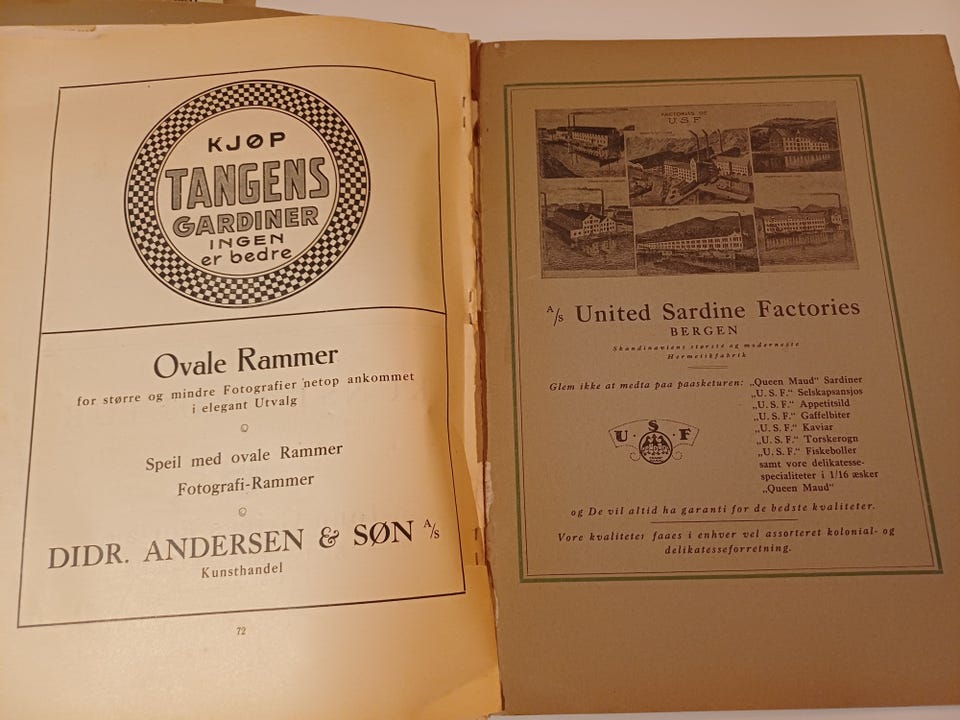 KJØP
TANGENS
GARDINER
INGEN
er bedre
Ovale Rammer
for større og mindre Fotografier netop ankommet
i elegant Utvalg
Speil med ovale Rammer
Fotografi-Rammer
DIDR. ANDERSEN & SØN A/s
Kunsthandel
72
FACTORIES OF
U.S.F
A/s United Sardine Factories
BERGEN
Skandinaviens største og moderneste
Hermetikfabrik
Glem ikke at medta paa paasketuren: „Queen Maud“ Sardiner
„U. S. F.“ Selskapsansjos
„U. S. F.“ Appetitsild
„U. S. F.“ Gaffelbiter
„U. S. F.“ Kaviar
„U. S. F.“ Torskerogn
„U. S. F.“ Fiskeboller
samt vore delikatesse-
specialiteter i 1/16 æsker
„Queen Maud“
U. S. F
og De vil altid ha garanti for de bedste kvaliteter.
Vore kvaliteter faaes i enhver vel assorteret kolonial- og
delikatesseforretning.